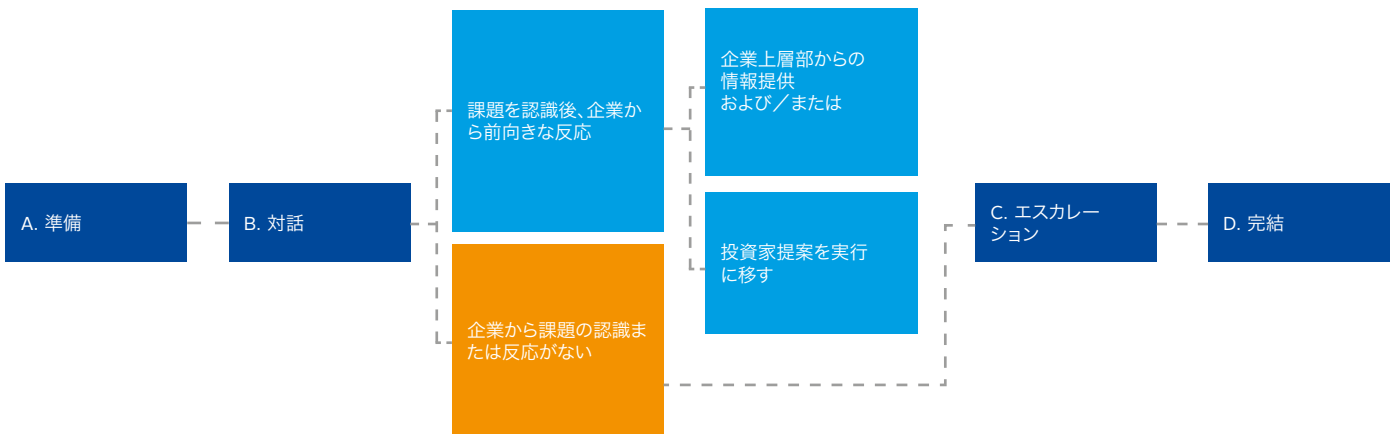 A. 準備
B. 対話
課題を認識後、企業か
ら前向きな反応
企業から課題の認識ま
たは反応がない
企業上層部からの
情報提供
および／または
投資家提案を実行
に移す
C. エスカレー
ション
D. 完結